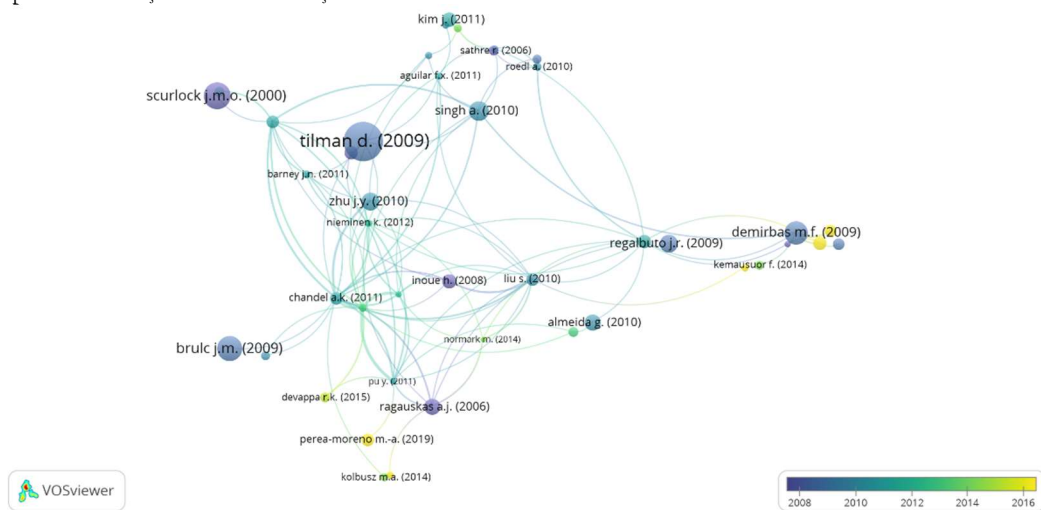 kim j. (2011)
sathre r. (2006)
roedl a. (2010)
aguilar f.x. (2011)
scurlock j.m.o. (2000)
singh a. (2010)
tilman d. (2009)
barney j.n. (2011)
zhu j.y. (2010)
nieminen k. (2012)
demirbas m.f. (2009)
regalbuto j.r. (2009)
kemausuor f. (2014)
inoue h. (2008)
liu s. (2010)
chandel a.k. (2011)
almeida g. (2010)
normark m. (2014)
brulc j.m. (2009)
pu y. (2011)
devappa r.k. (2015)
ragauskas a.j. (2006)
perea-moreno m.-a. (2019)
kolbusz m.a. (2014)
VOSviewer
2008 2010 2012 2014 2016